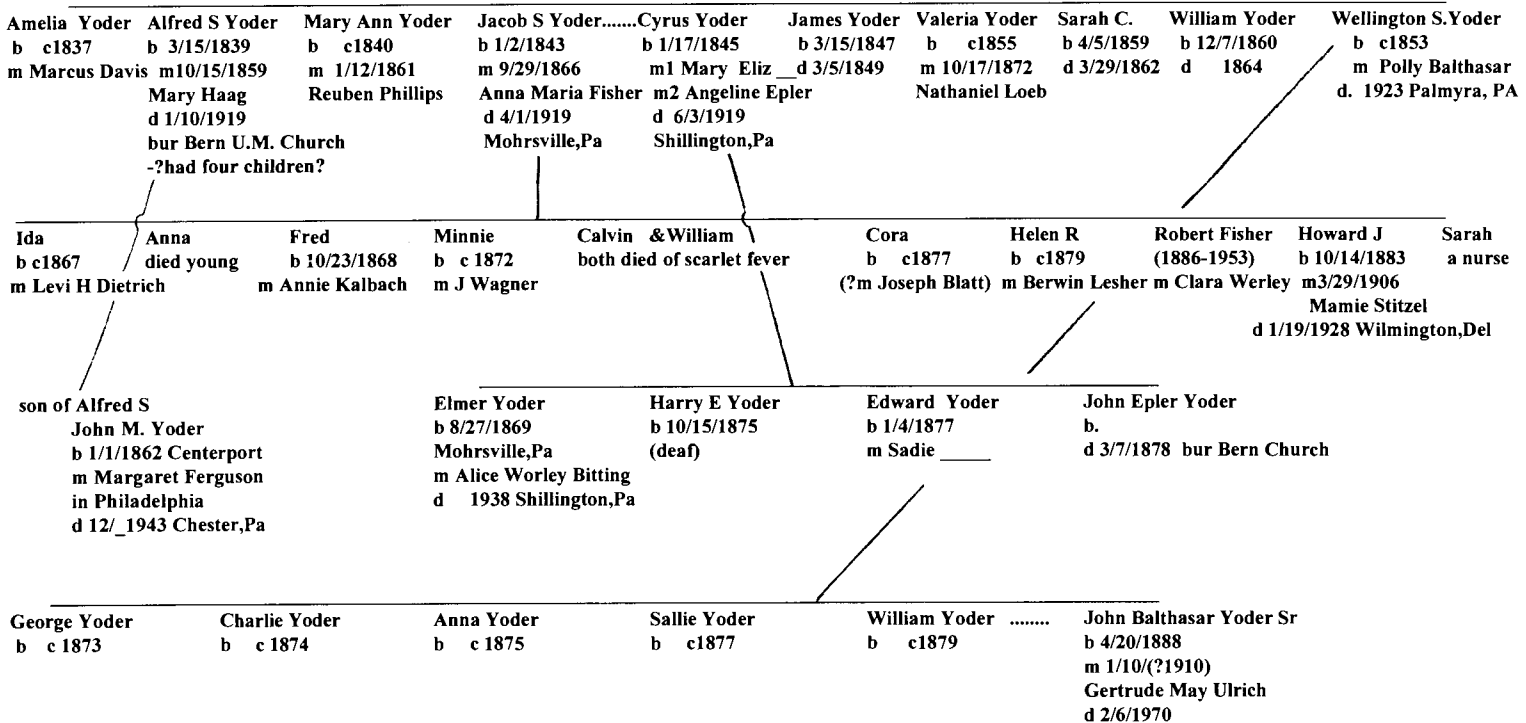 Amelia Yoder
b c1837
m Marcus Davis
Alfred S Yoder
b 3/15/1839
m10/15/1859
Mary Haag
d 1/10/1919
bur Bern U.M. Church
-?had four children?
Mary Ann Yoder
b c1840
m 1/12/1861
Reuben Phillips
Jacob S Yoder.......Cyrus Yoder
b 1/2/1843
m 9/29/1866
Anna Maria Fisher
d 4/1/1919
Mohrsville,Pa
b 1/17/1845
m1 Mary Eliz __
m2 Angeline Epler
d 6/3/1919
Shillington,Pa
James Yoder
b 3/15/1847
d 3/5/1849
Valeria Yoder
b c1855
m 10/17/1872
Nathaniel Loeb
Sarah C.
b 4/5/1859
d 3/29/1862
William Yoder
b 12/7/1860
d 1864
Wellington S.Yoder
b c1853
m Polly Balthasar
d. 1923 Palmyra, PA
Ida
b c1867
m Levi H Dietrich
Anna
died young
Fred
b 10/23/1868
m Annie Kalbach
Minnie
b c 1872
m J Wagner
Calvin &William
both died of scarlet fever
Cora
b c1877
(?m Joseph Blatt)
Helen R
b c1879
m Berwin Lesher
Robert Fisher
(1886-1953)
m Clara Werley
Howard J
b 10/14/1883
m3/29/1906
Mamie Stitzel
d 1/19/1928 Wilmington,Del
Sarah
a nurse
son of Alfred S
John M. Yoder
b 1/1/1862 Centerport
m Margaret Ferguson
in Philadelphia
d 12/_1943 Chester,Pa
Elmer Yoder
b 8/27/1869
Mohrsville,Pa
m Alice Worley Bitting
d 1938 Shillington,Pa
Harry E Yoder
b 10/15/1875
(deaf)
Edward Yoder
b 1/4/1877
m Sadie _____
John Epler Yoder
b.
d 3/7/1878 bur Bern Church
George Yoder
b c 1873
Charlie Yoder
b c 1874
Anna Yoder
b c 1875
Sallie Yoder
b c1877
William Yoder ........
b c1879
John Balthasar Yoder Sr
b 4/20/1888
m 1/10/(?1910)
Gertrude May Ulrich
d 2/6/1970